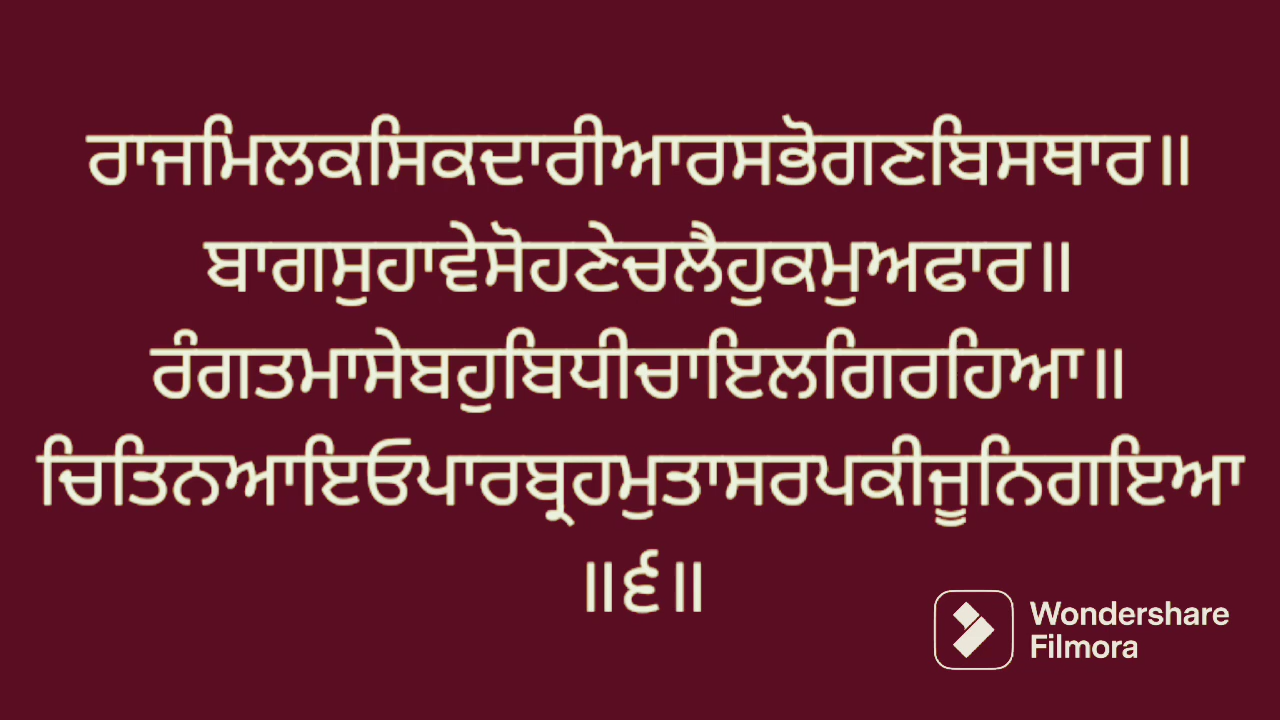 ਰਾਜਮਿਲਕਸਿਕਦਾਰੀਆਰਸਭੋਗਣਬਿਸਥਾਰ॥
ਬਾਗਸੁਹਾਵੇਸੋਹਣੇਚਲੈਹੁਕਮੁਅਫਾਰ॥
ਰੰਗਤਮਾਸੇਬਹੁਬਿਧੀਚਾਇਲਗਿਰਹਿਆ॥
ਚਿਤਿਨਆਇਓਪਾਰਬ੍ਰਹਮੁਤਾਸਰਪਕੀਜੂਨਿਗਇਆ
॥੬॥
Wondershare
Filmora